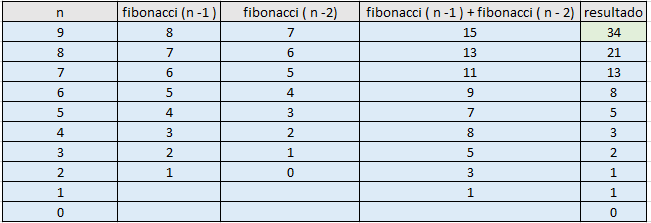 n fibonacci (n -1 ) fibonacci ( n -2) fibonacci ( n -1 ) + fibonacci ( n - 2) resultado
9 8 7 15 34
8 7 6 13 21
7 6 5 11 13
6 5 4 9 8
5 4 3 7 5
4 3 2 8 3
3 2 1 5 2
2 1 0 3 1
1 1 1
0 0